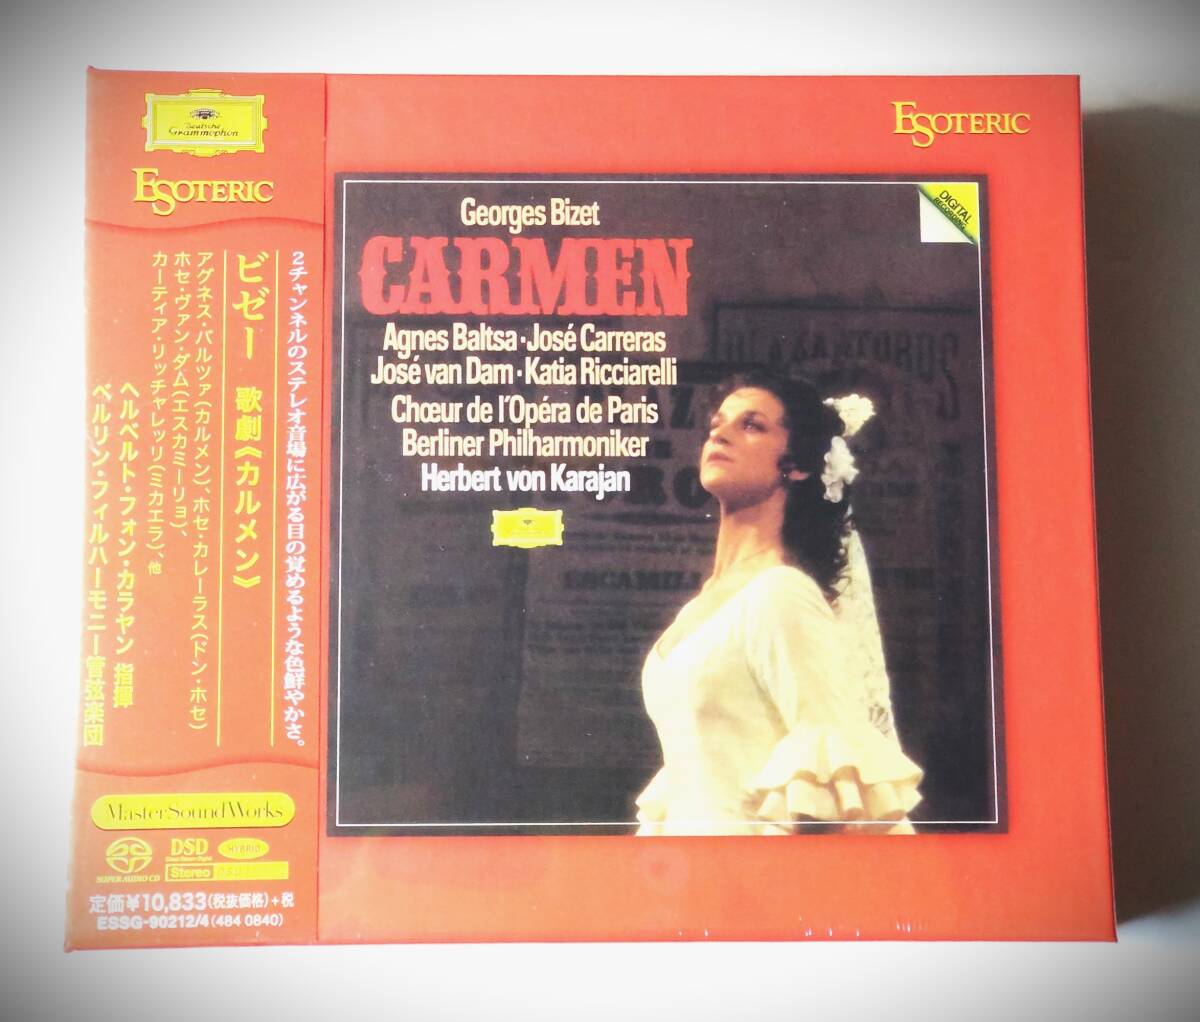 Deutsche
Grammophon
ESOTERIC
2チャンネルのステレオ音場に広がる目の覚めるような色鮮やかさ。
ビゼー 歌劇《カルメン》
アグネス・バルツァ(カルメン)、ホセ・カレーラス(ドン・ホセ)
ホセ・ヴァン・ダム(エスカミーリョ)、
カーティア・リッチャレッリ(ミカエラ)、他
ヘルベルト・フォン・カラヤン 指揮
ベルリン・フィルハーモニー管弦楽団
MasterSoundWorks
SUPER AUDIO CD
DSD
Direct Stream Digital
HYBRID
Stereo
定価¥10,833(税抜価格)+税
ESSG-90212/4(484 0840)
ESOTERIC
DIGITAL
RECORDING
Georges Bizet
CARMEN
Agnes Baltsa·José Carreras
José van Dam·Katia Ricciarelli
Chœur de l'Opéra de Paris
Berliner Philharmoniker
Herbert von Karajan